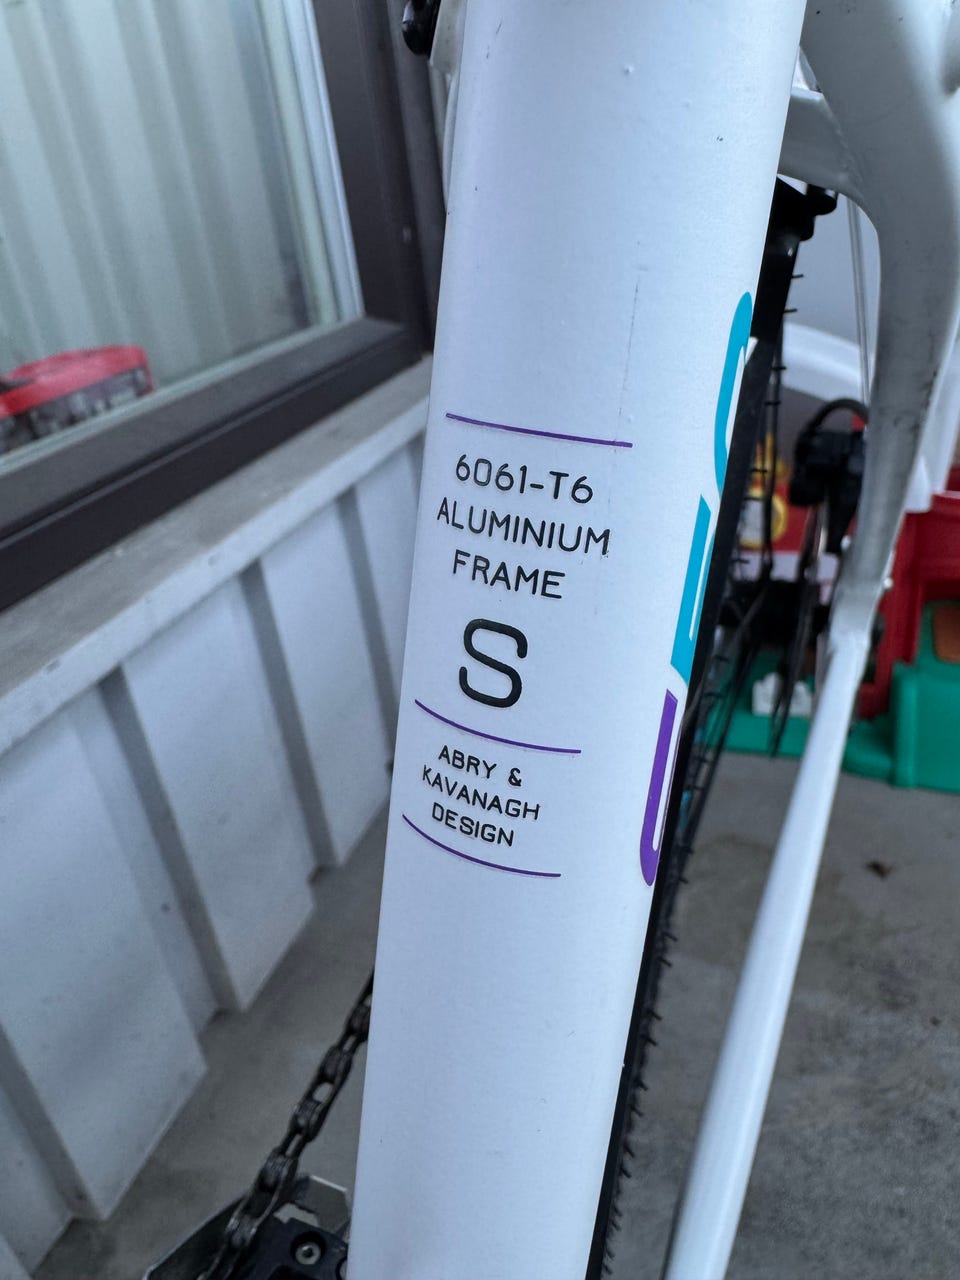 6061-T6
ALUMINIUM
FRAME
S
ABRY &
KAVANAGH
DESIGN